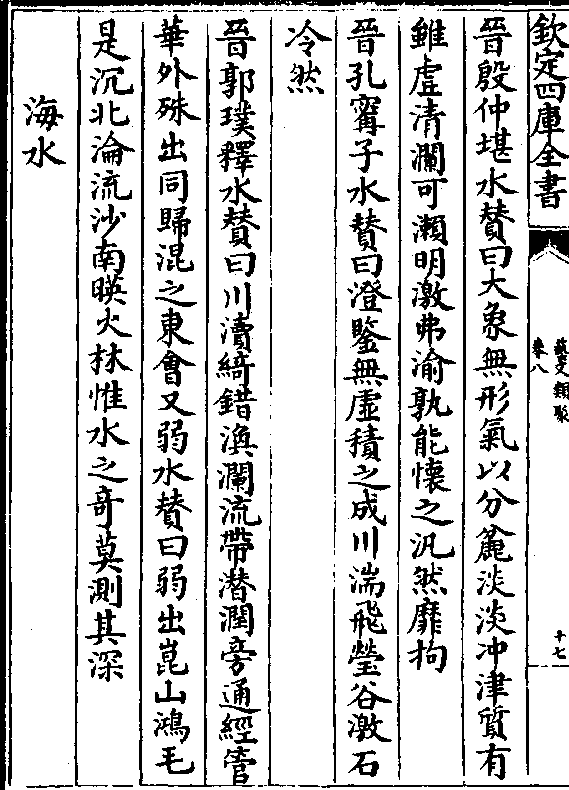 欽定四庫全書
藝文類聚
卷八
十七
晉殷仲堪水賛曰大象無形氣以分麄淡淡冲津質有
雖虛清瀾可瀬明激弗渝孰能懷之汎然靡拘
晉孔甯子水賛曰澄鑒無虛積之成川湍飛瑩谷激石
冷然
晉郭璞釋水賛曰川瀆綺錯渙瀾流帶潜潤旁通經營
華外殊出同歸混之東㑹又弱水賛曰弱出崑山鴻毛
是沉北淪流沙南暎火林惟水之竒莫測其深
海水